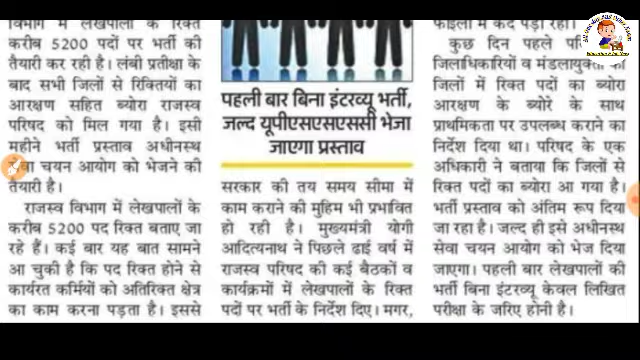 विभाग में लेखपालों के रिक्त
करीब 5200 पदों पर भर्ती की
तैयारी कर रही है। लंबी प्रतीक्षा के
बाद सभी जिलों से रिक्तियों का
आरक्षण सहित ब्योरा राजस्व
परिषद को मिल गया है। इसी
महीने भर्ती प्रस्ताव अधीनस्थ
सेवा चयन आयोग को भेजने की
तैयारी है।
राजस्व विभाग में लेखपालों के
करीब 5200 पद रिक्त बताए जा
रहे हैं। कई बार यह बात सामने
आ चुकी है कि पद रिक्त होने से
कार्यरत कर्मियों को अतिरिक्त क्षेत्र
का काम करना पड़ता है। इससे
पहली बार बिना इंटरव्यू भर्ती,
जल्द यूपीएसएसएससी भेजा
जाएगा प्रस्ताव
सरकार की तय समय सीमा में
काम कराने की मुहिम भी प्रभावित
हो रही है। मुख्यमंत्री योगी
आदित्यनाथ ने पिछले ढाई वर्ष में
राजस्व परिषद की कई बैठकों व
कार्यक्रमों में लेखपालों के रिक्त
पदों पर भर्ती के निर्देश दिए। मगर,
फाइलों में कैद पड़ी रही।
कुछ दिन पहले
जिलाधिकारियों व मंडलायुक्तों
जिलों में रिक्त पदों का ब्योरा
आरक्षण के ब्योरे के साथ
प्राथमिकता पर उपलब्ध कराने का
निर्देश दिया था। परिषद के एक
अधिकारी ने बताया कि जिलों से
रिक्त पदों का ब्योरा आ गया है।
भर्ती प्रस्ताव को अंतिम रूप दिया
जा रहा है। जल्द ही इसे अधीनस्थ
सेवा चयन आयोग को भेज दिया
जाएगा। पहली बार लेखपालों की
भर्ती बिना इंटरव्यू केवल लिखित
परीक्षा के जरिए होनी है।